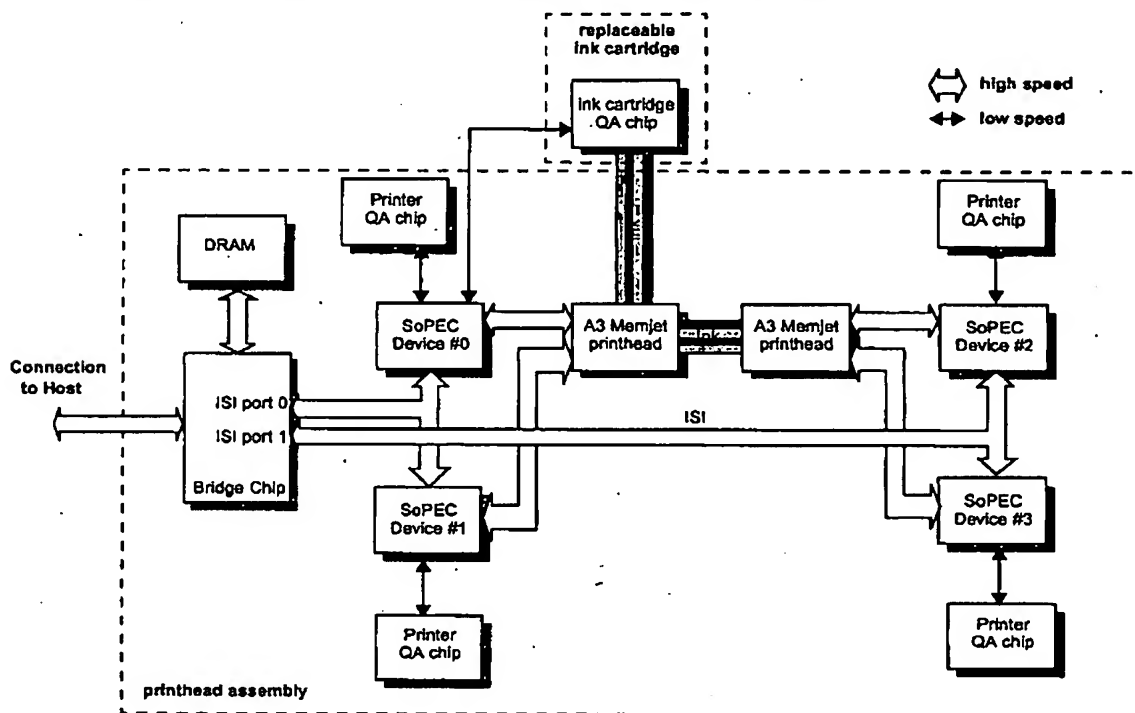 replaceable
ink cartridge
ink cartridge
QA chip
high speed
low speed
Printer
QA chip
Printer
QA chip
DRAM
SoPEC
Device #0
A3 Memjet
printhead
ink
A3 Memjet
printhead
SoPEC
Device #2
Connection
to Host
ISI port 0
ISI port 1
Bridge Chip
ISI
SoPEC
Device #1
SoPEC
Device #3
Printer
QA chip
Printer
QA chip
printhead assembly